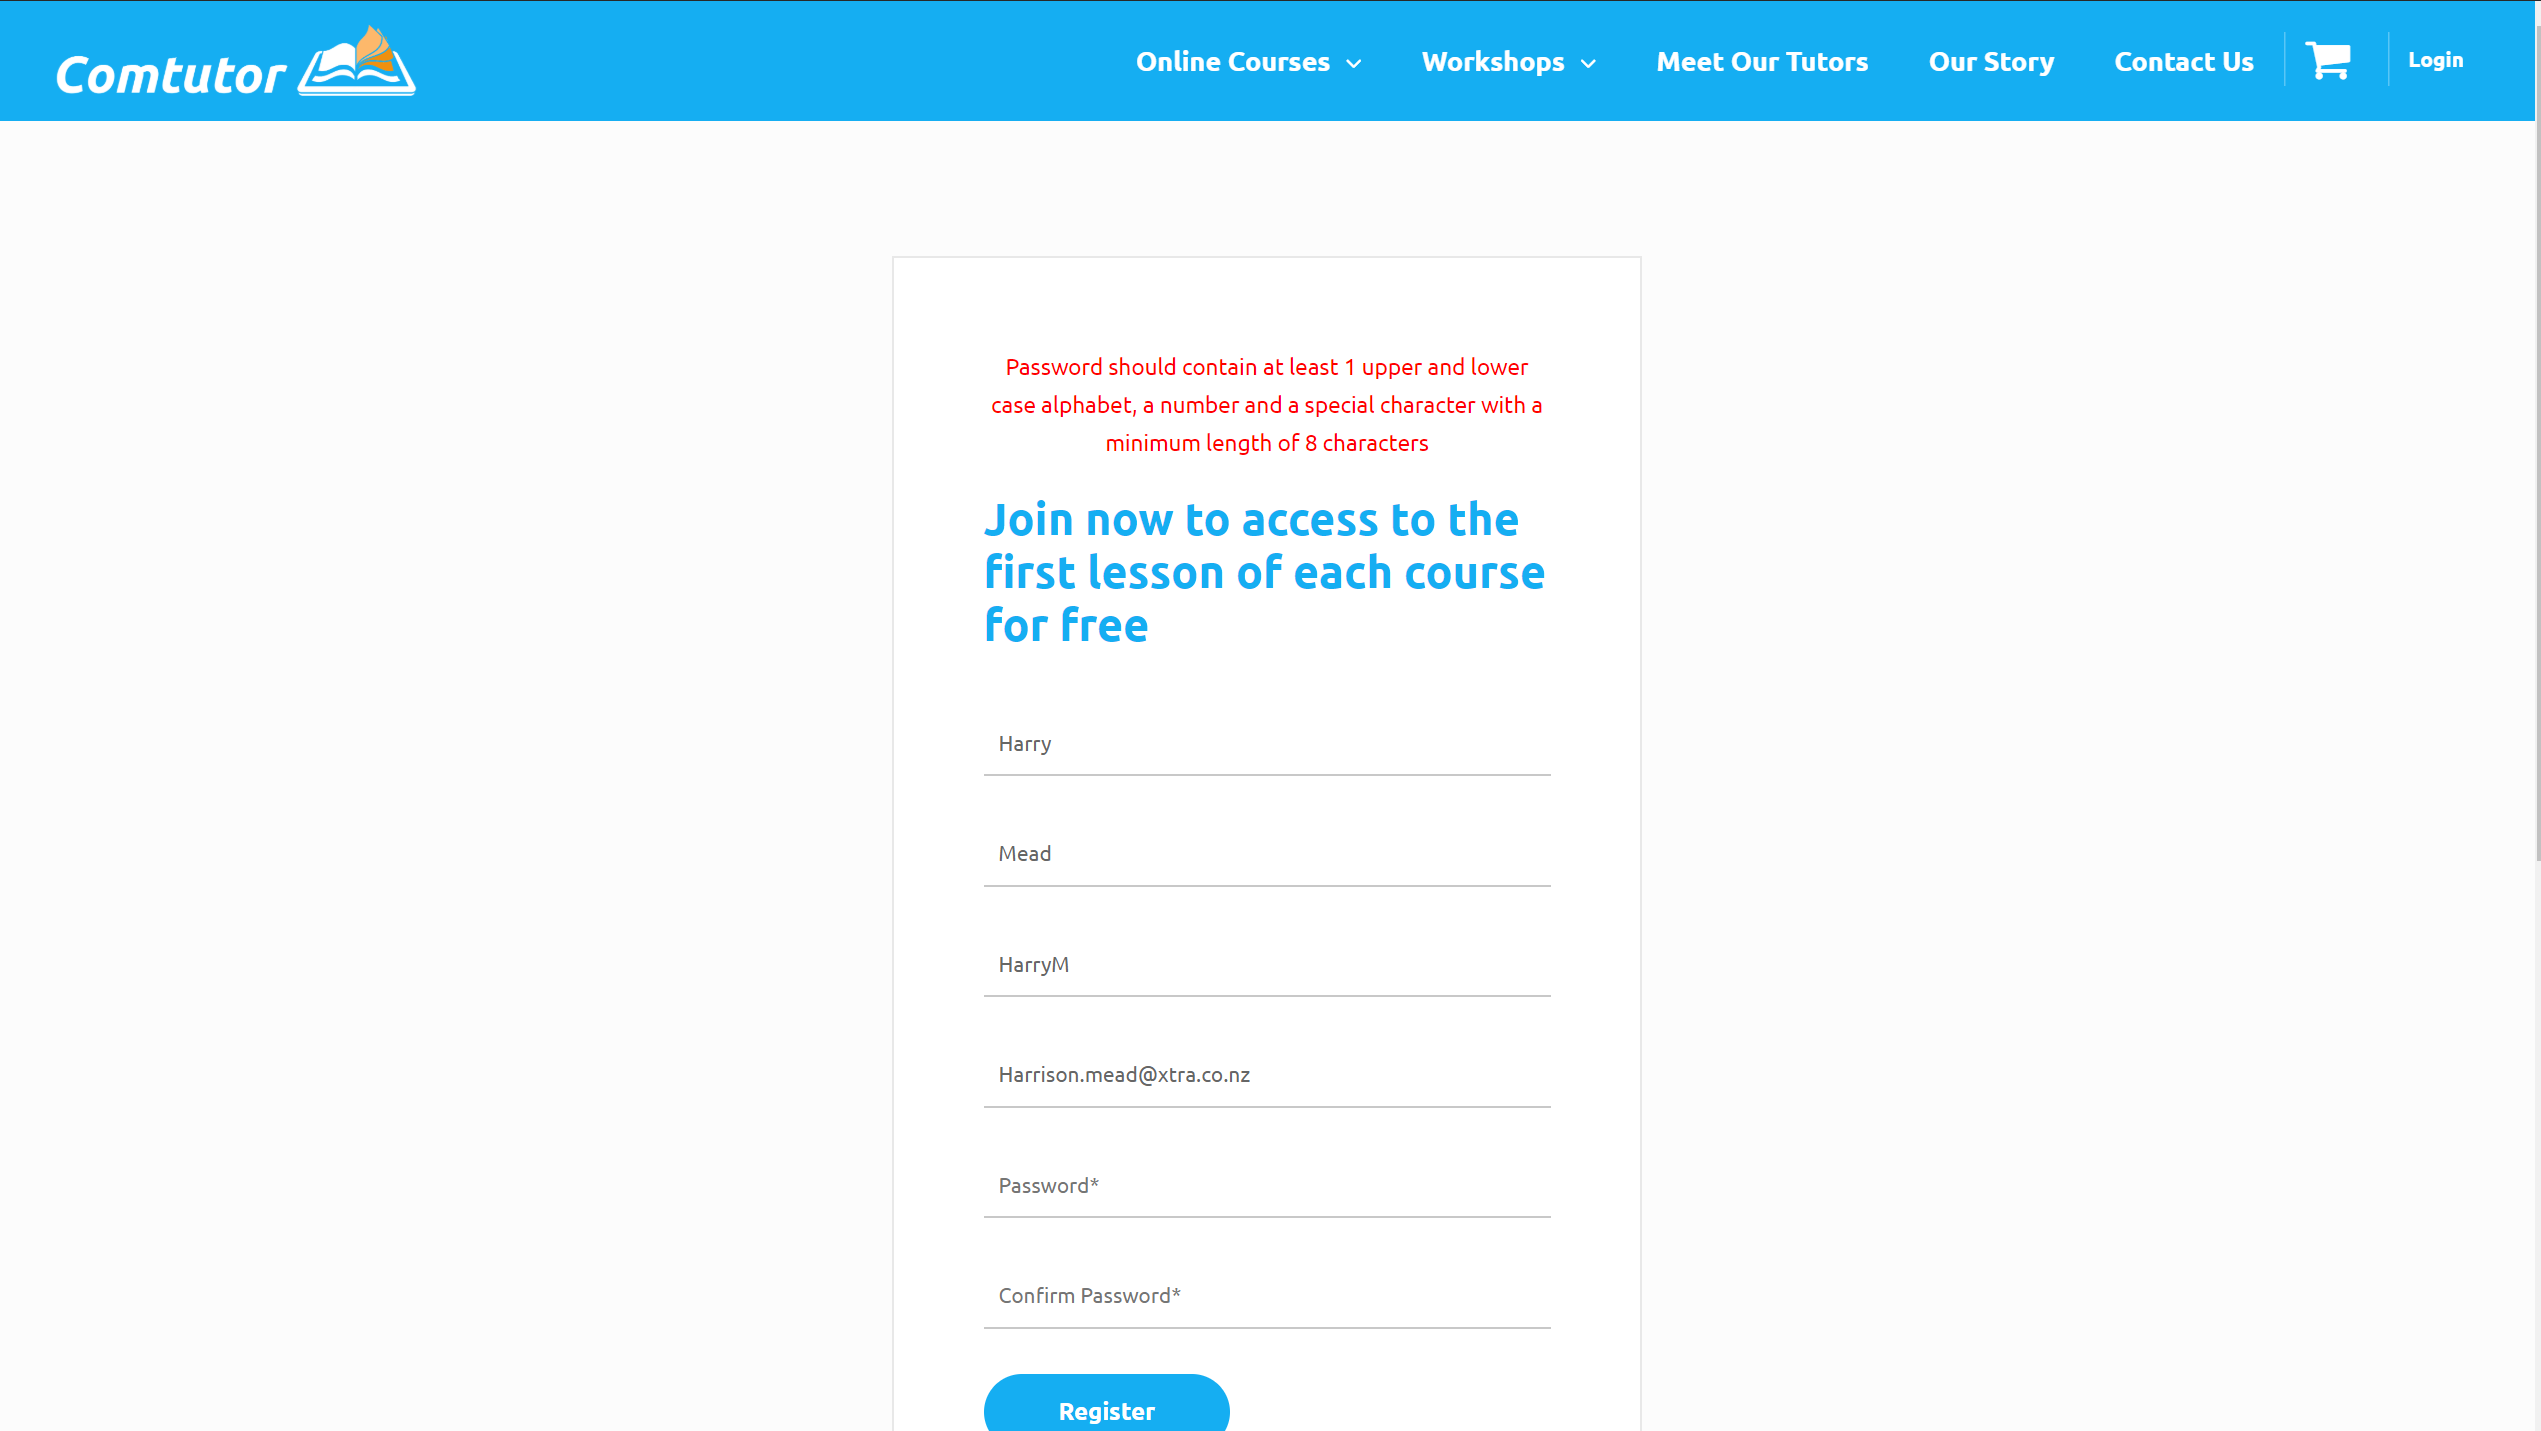 Comtutor
Online Courses Workshops Meet Our Tutors Our Story Contact Us Login
Password should contain at least 1 upper and lower
case alphabet, a number and a special character with a
minimum length of 8 characters
Join now to access to the
first lesson of each course
for free
Harry
Mead
HarryM
Harrison.mead@xtra.co.nz
Password*
Confirm Password*
Register